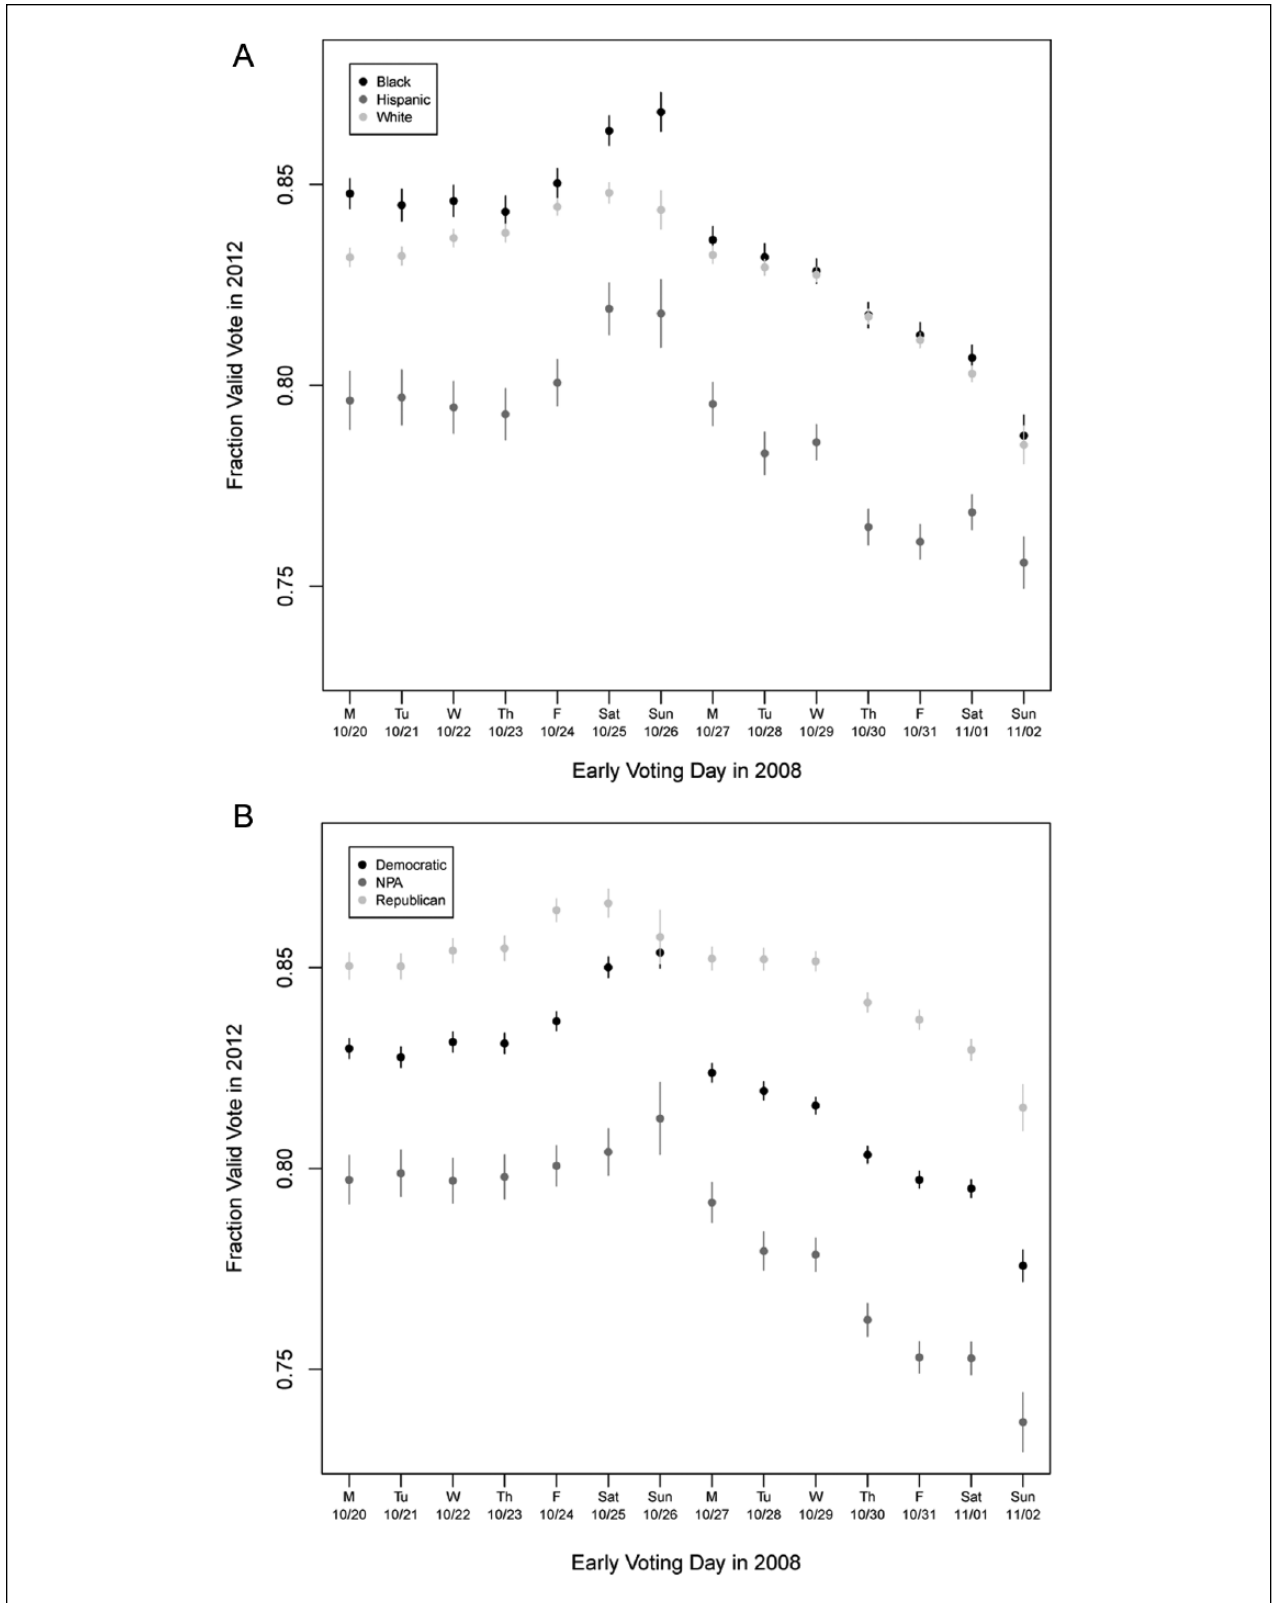 A
Black
Hispanic
White
Fraction Valid Vote in 2012
0.85
0.80
0.75
M Tu W Th F Sat Sun M Tu W Th F Sat Sun
10/20 10/21 10/22 10/23 10/24 10/25 10/26 10/27 10/28 10/29 10/30 10/31 11/01 11/02
Early Voting Day in 2008
B
Democratic
NPA
Republican
Fraction Valid Vote in 2012
0.85
0.80
0.75
M Tu W Th F Sat Sun M Tu W Th F Sat Sun
10/20 10/21 10/22 10/23 10/24 10/25 10/26 10/27 10/28 10/29 10/30 10/31 11/01 11/02
Early Voting Day in 2008